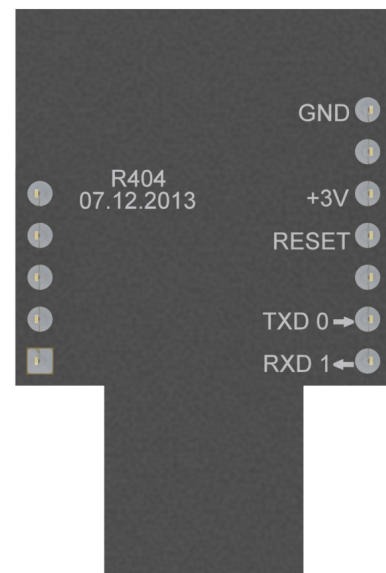 GND
R404
07.12.2013
+3V
RESET
TXD 0→
RXD 1←